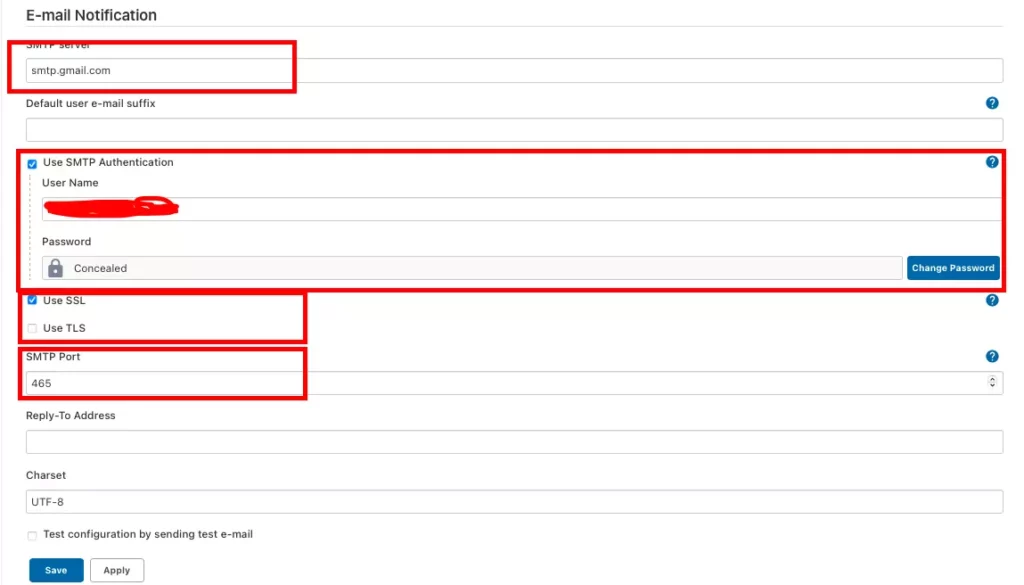 E-mail Notification
SMTP server
smtp.gmail.com
Default user e-mail suffix
?
Use SMTP Authentication
?
User Name
Password
Concealed
Change Password
Use SSL
?
Use TLS
SMTP Port
?
465
Reply-To Address
Charset
UTF-8
Test configuration by sending test e-mail
Save
Apply